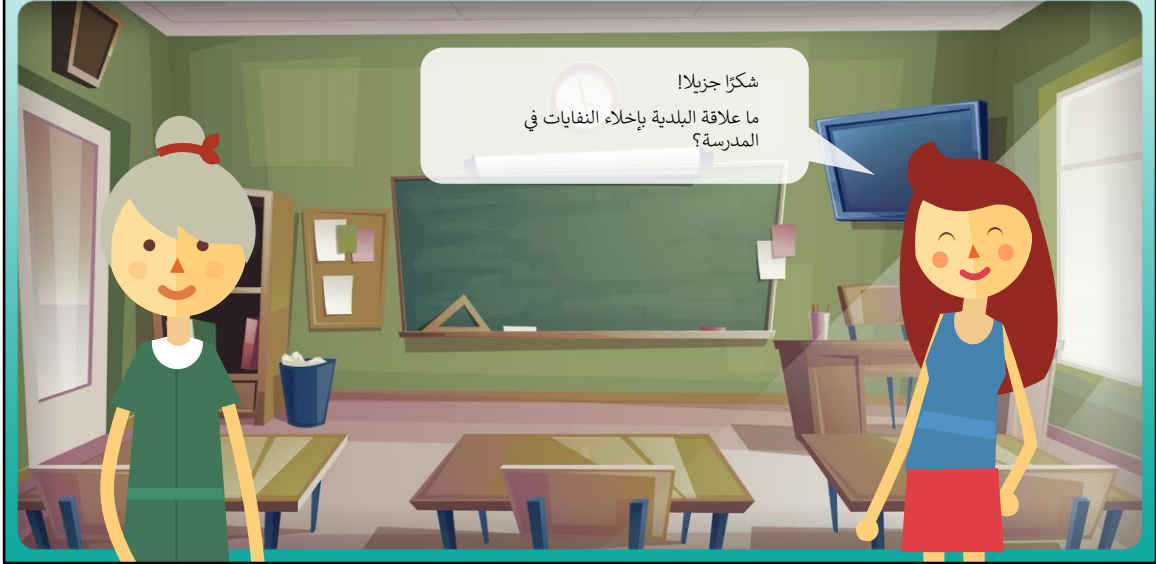 شكرًا جزيلا!
ما علاقة البلدية بإخلاء النفايات في
المدرسة؟